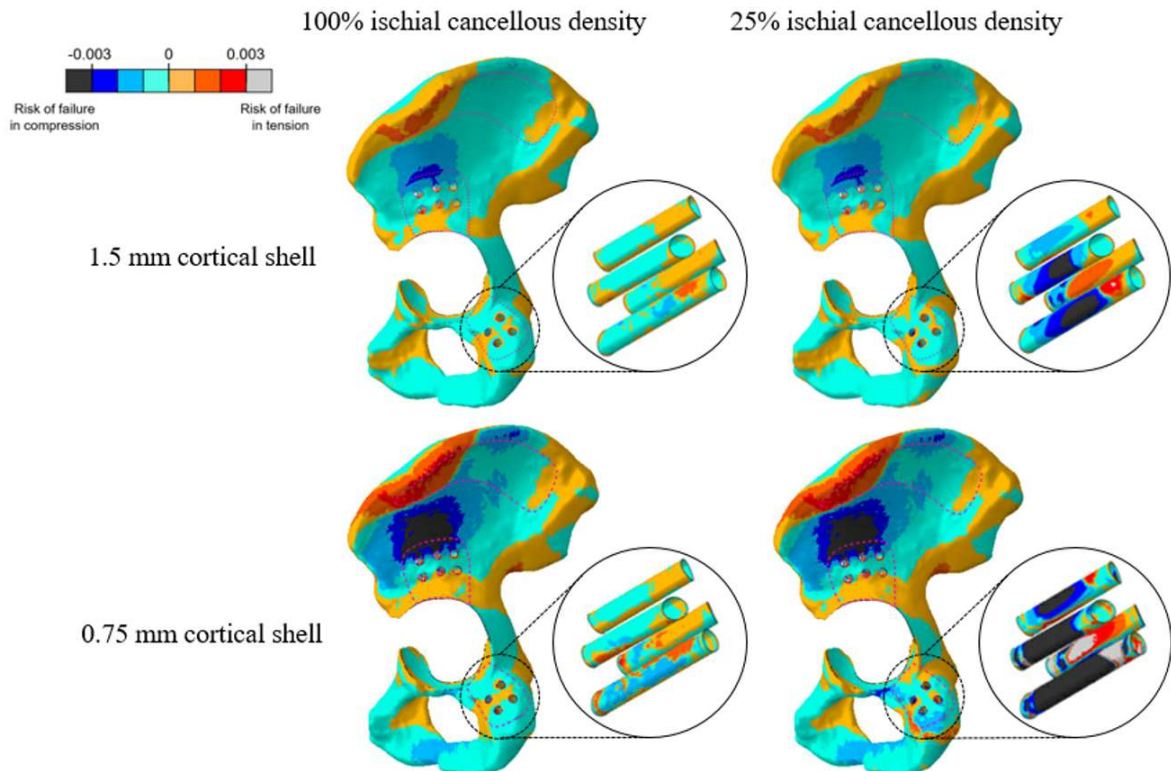 100% ischial cancellous density
25% ischial cancellous density
-0.003
0
0.003
Risk of failure
in compression
Risk of failure
in tension
1.5 mm cortical shell
0.75 mm cortical shell